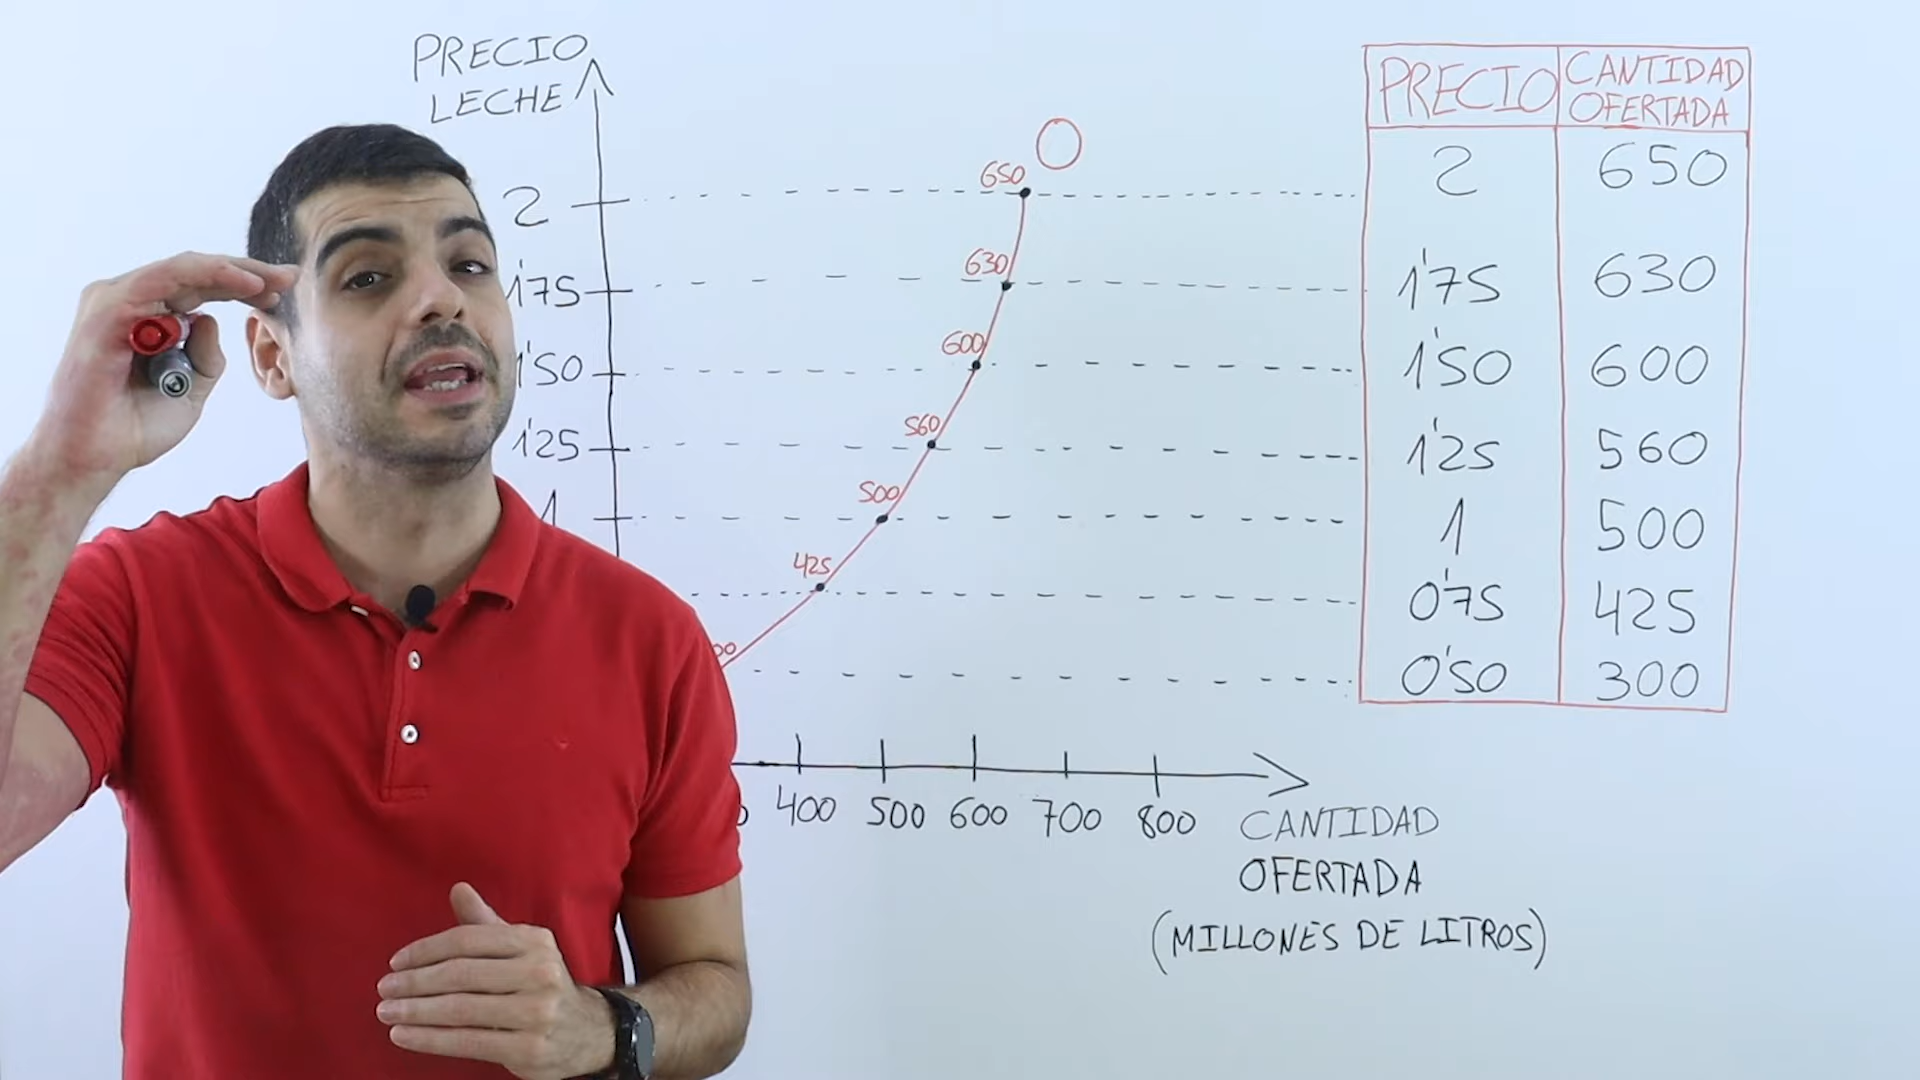 PRECIO
LECHE
2
1'75
1'50
1'25
1
650
O
630
600
560
500
425
00
400 500 600 700 800
CANTIDAD
OFERTADA
(MILLONES DE LITROS)
PRECIO CANTIDAD
OFERTADA
2 650
1'75 630
1'50 600
1'25 560
1 500
0'75 425
0'50 300